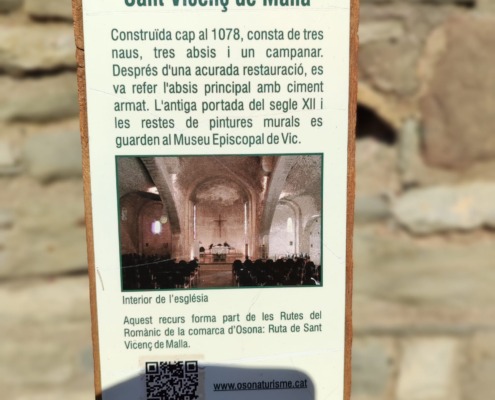 Sant Vicenç de Malla
Construïda cap al 1078, consta de tres
naus, tres absis i un campanar.
Després d'una acurada restauració, es
va refer l'absis principal amb ciment
armat. L'antiga portada del segle XII i
les restes de pintures murals es
guarden al Museu Episcopal de Vic.
Interior de l'església
Aquest recurs forma part de les Rutes del
Romànic de la comarca d'Osona: Ruta de Sant
Vicenç de Malla.
www.osonaturisme.cat